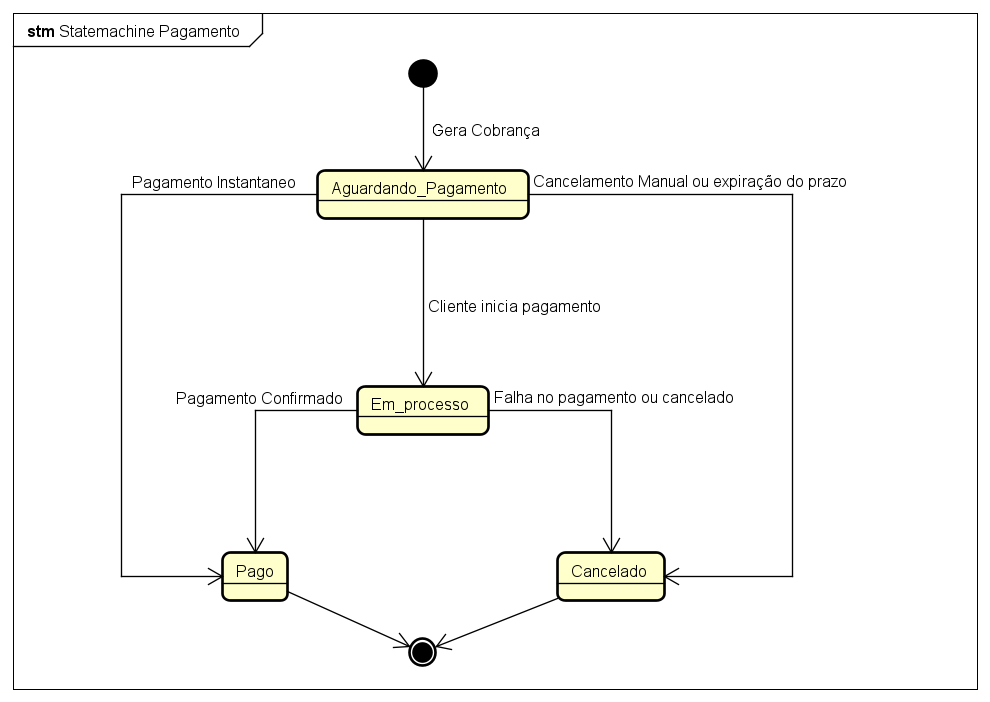 stm Statemachine Pagamento
Gera Cobrança
Pagamento Instantaneo
Aguardando_Pagamento
Cancelamento Manual ou expiração do prazo
Cliente inicia pagamento
Pagamento Confirmado
Em_processo
Falha no pagamento ou cancelado
Pago
Cancelado